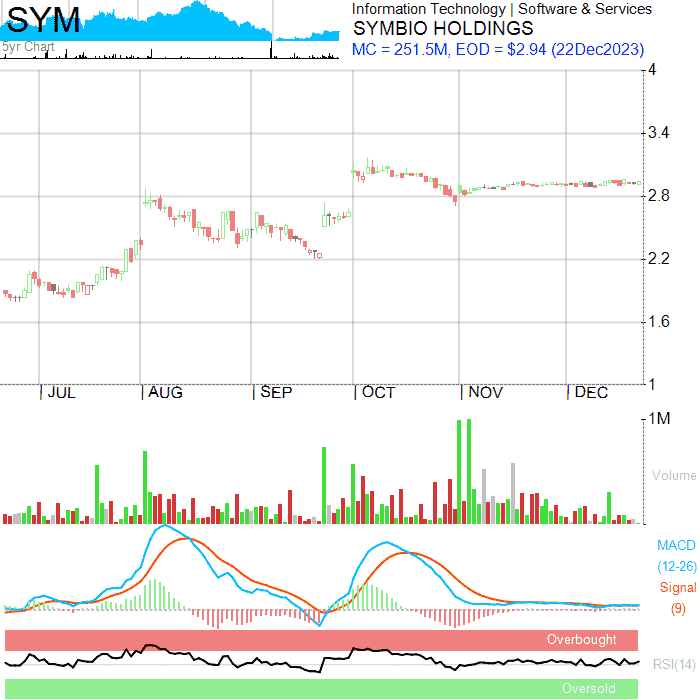 SYM
5yr Chart
Information Technology | Software & Services
SYMBIO HOLDINGS
MC = 251.5M, EOD = $2.94 (22Dec2023)
4
3.4
2.8
2.2
1.6
1
JUL AUG SEP OCT NOV DEC
1M
Volume
MACD
(12-26)
Signal
(9)
Overbought
RSI(14)
Oversold